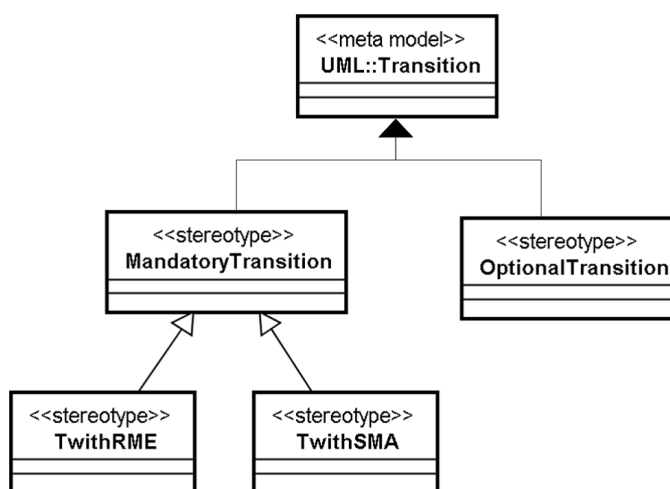 <<meta model>>
UML::Transition
<<stereotype>>
MandatoryTransition
<<stereotype>>
OptionalTransition
<<stereotype>>
TwithRME
<<stereotype>>
TwithSMA